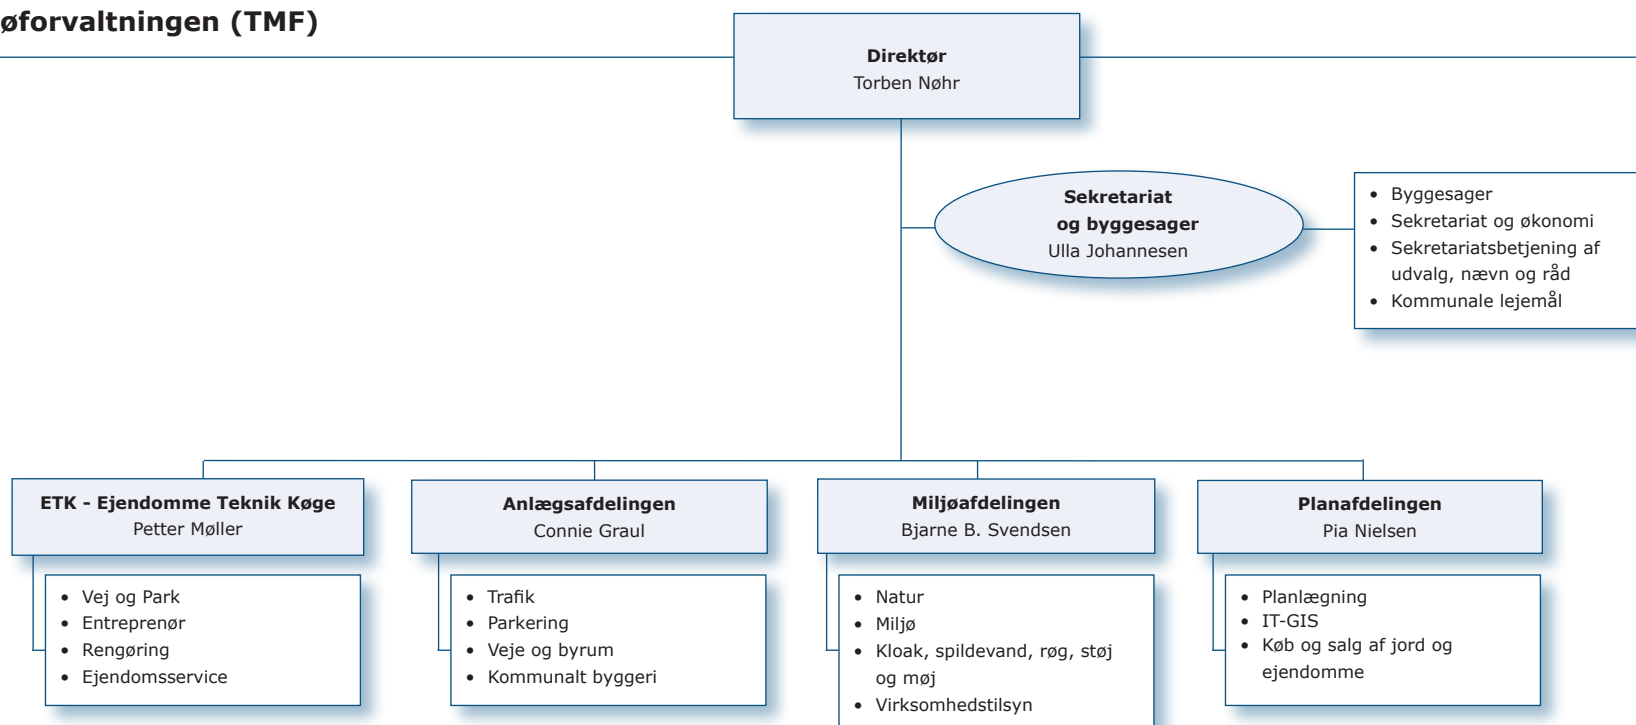 øforvaltningen (TMF)
Direktør
Torben Nøhr
Sekretariat
og byggesager
Ulla Johannesen
• Byggesager
• Sekretariat og økonomi
• Sekretariatsbetjening af
udvalg, nævn og råd
• Kommunale lejemål
ETK - Ejendomme Teknik Køge
Petter Møller
• Vej og Park
• Entreprenør
• Rengøring
• Ejendomsservice
Anlægsafdelingen
Connie Graul
• Trafik
• Parkering
• Veje og byrum
• Kommunalt byggeri
Miljøafdelingen
Bjarne B. Svendsen
• Natur
• Miljø
• Kloak, spildevand, røg, støj
og møj
• Virksomhedstilsyn
Planafdelingen
Pia Nielsen
• Planlægning
• IT-GIS
• Køb og salg af jord og
ejendomme